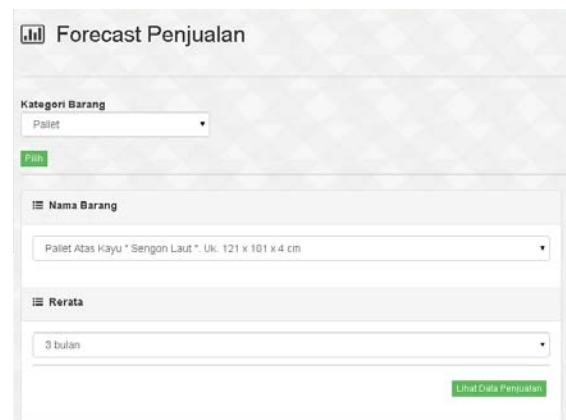 Forecast Penjualan
Kategori Barang
Pallet
Pilih
Nama Barang
Pallet Atas Kayu " Sengon Laut ". Uk. 121 x 101 x 4 cm
Rerata
3 bulan
Lihat Data Penjualan